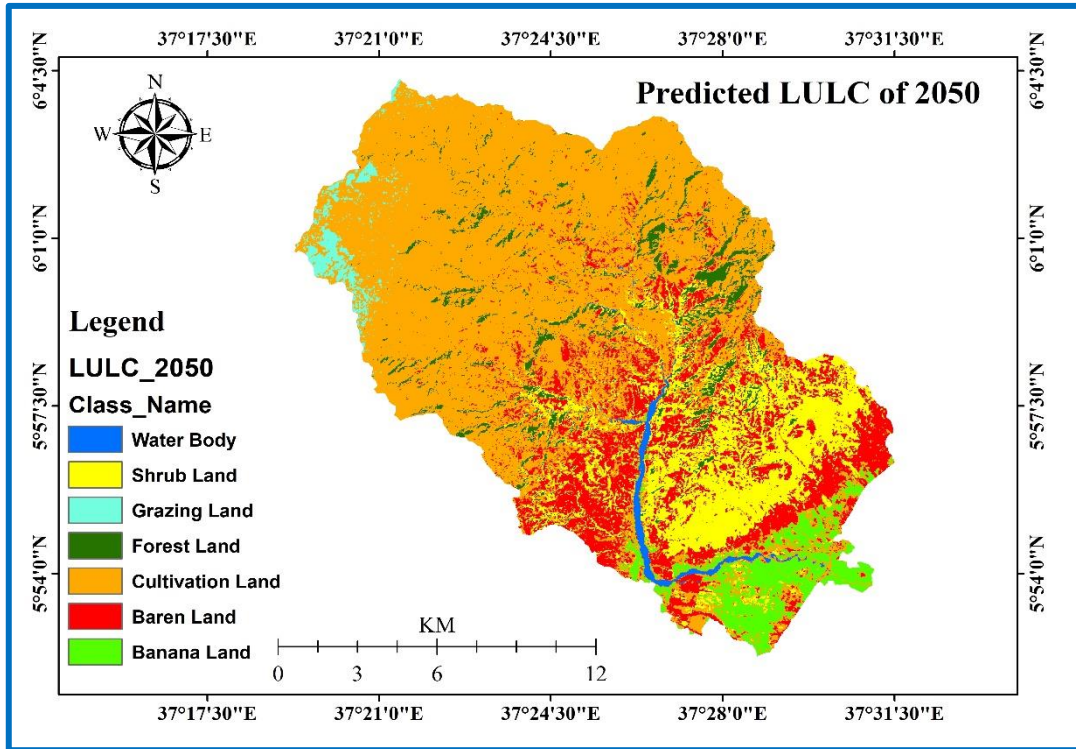 37°17'30"E 37°21'0"E 37°24'30"E 37°28'0"E 37°31'30"E
6°4'30"N 6°4'30"N
Predicted LULC of 2050
N
W E
S
6°1'0"N 6°1'0"N
Legend
LULC_2050
Class_Name
5°57'30"N 5°57'30"N
Water Body
Shrub Land
Grazing Land
Forest Land
5°54'0"N 5°54'0"N
Cultivation Land
Baren Land
Banana Land
KM
0 3 6 12
37°17'30"E 37°21'0"E 37°24'30"E 37°28'0"E 37°31'30"E